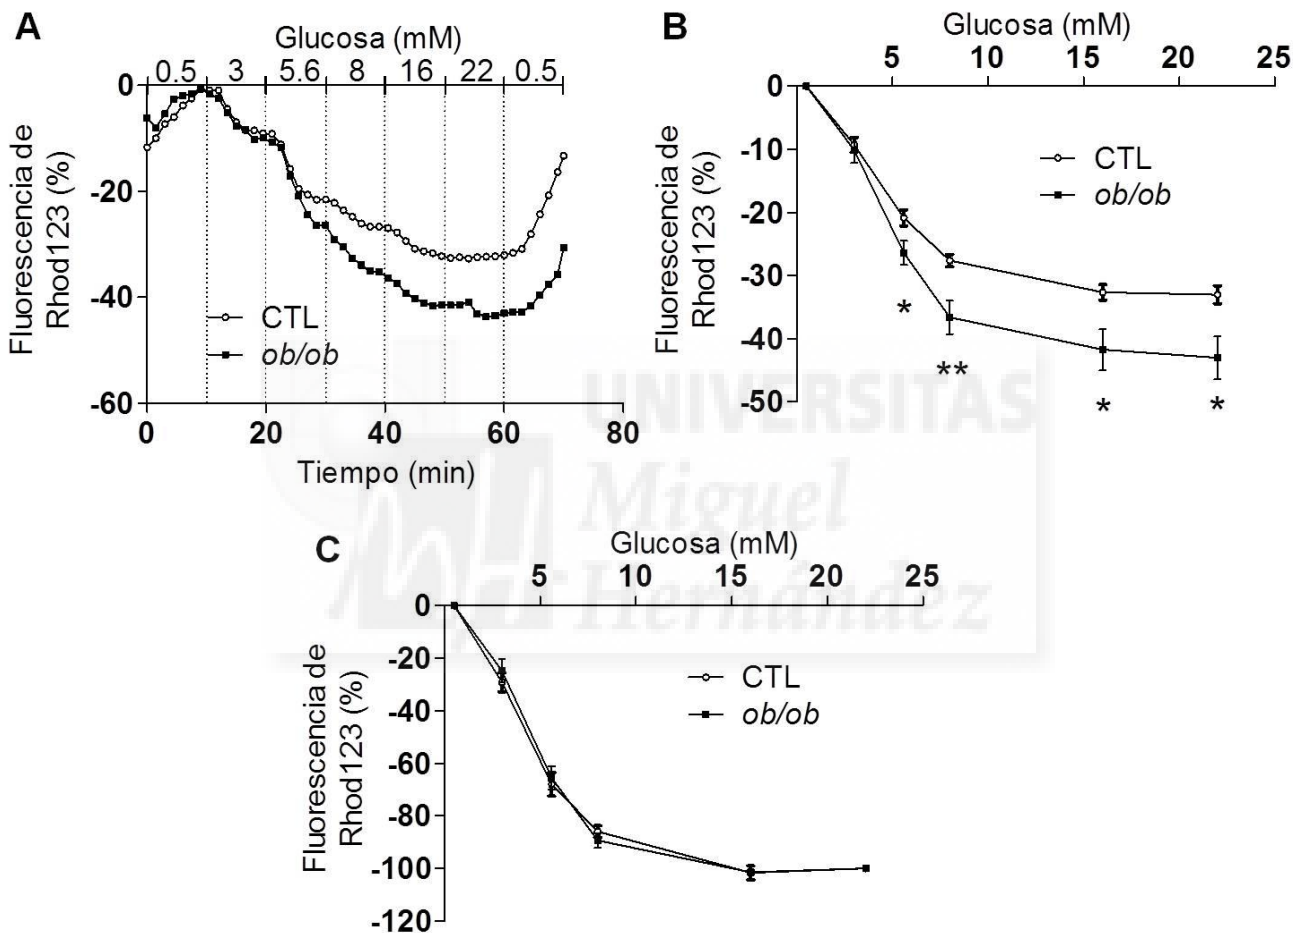 A
Glucosa (mM)
0.5 3 5.6 8 16 22 0.5
0
-20
-40
-60
Fluorescencia de
Rhod123 (%)
CTL
ob/ob
0 20 40 60 80
Tiempo (min)
B
Glucosa (mM)
5 10 15 20 25
0
-10
-20
-30
-40
-50
Fluorescencia de
Rhod123 (%)
CTL
ob/ob
*
**
*
*
UNIVERSITAS
Miguel
Hernández
C
Glucosa (mM)
5 10 15 20 25
0
-20
-40
-60
-80
-100
-120
Fluorescencia de
Rhod123 (%)
CTL
ob/ob